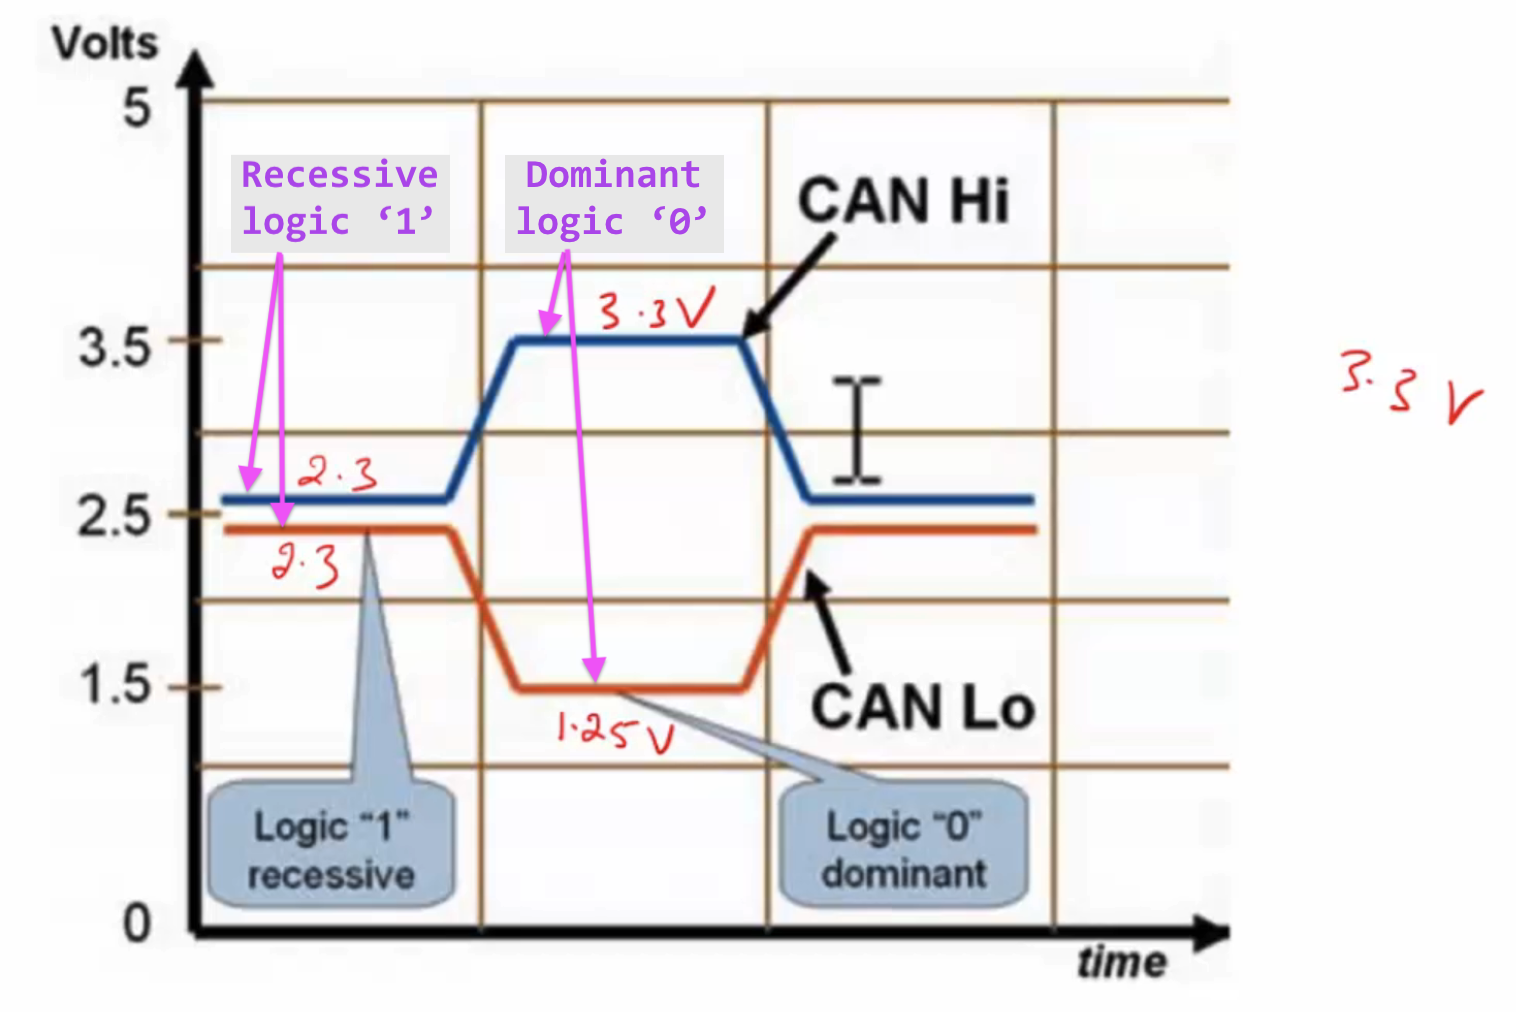 Volts
5
Recessive
logic ‘1’
Dominant
logic ‘0’
CAN Hi
3.3V
3.5
3.3 V
2.3
2.5
2.3
1.5
CAN Lo
1.25 V
Logic “1”
recessive
Logic “0”
dominant
0
time